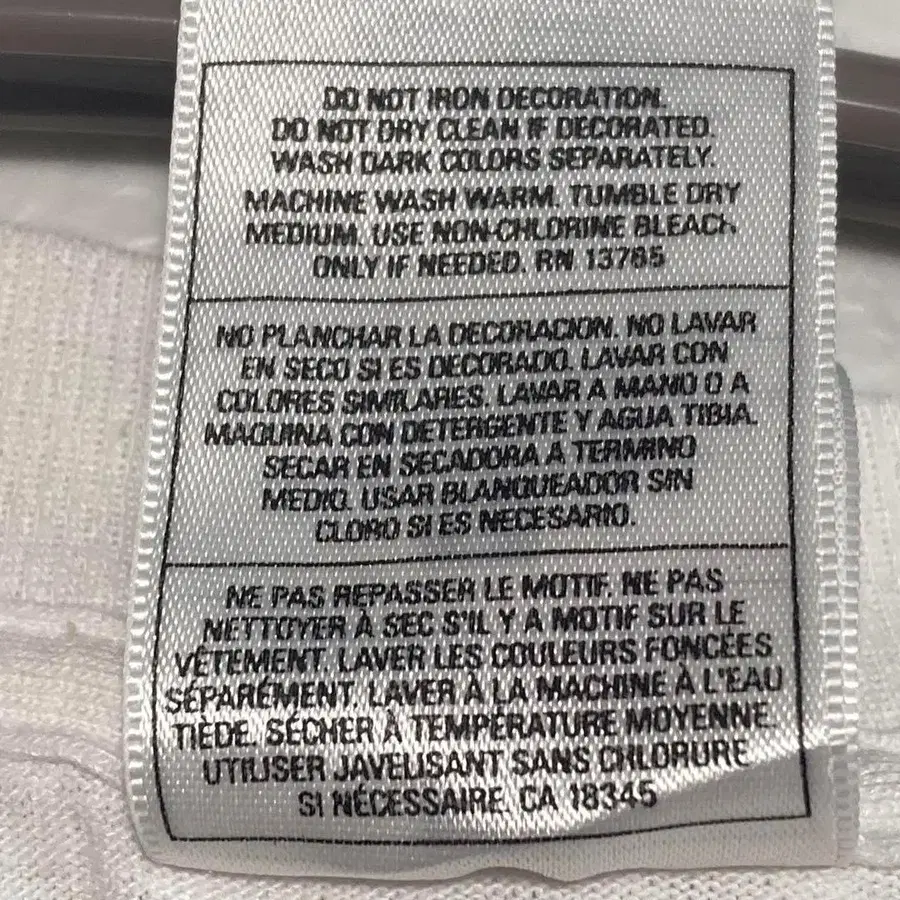 DO NOT IRON DECORATION.
DO NOT DRY CLEAN IF DECORATED.
WASH DARK COLORS SEPARATELY.
MACHINE WASH WARM. TUMBLE DRY
MEDIUM. USE NON-CHLORINE BLEACH
ONLY IF NEEDED. RN 13765
NO PLANCHAR LA DECORACION. NO LAVAR
EN SECO SI ES DECORADO. LAVAR CON
COLORES SIMILARES. LAVAR A MANO O A
MAQUINA CON DETERGENTE Y AGUA TIBIA.
SECAR EN SECADORA A TERMINO
MEDIO. USAR BLANQUEADOR SIN
CLORO SI ES NECESARIO.
NE PAS REPASSER LE MOTIF. NE PAS
NETTOYER À SEC S'IL Y A MOTIF SUR LE
VÊTEMENT. LAVER LES COULEURS FONCÉES
SÉPARÉMENT. LAVER À LA MACHINE À L'EAU
TIÈDE. SÉCHER À TEMPÉRATURE MOYENNE.
UTILISER JAVELISANT SANS CHLORURE
SI NÉCESSAIRE. CA 18345